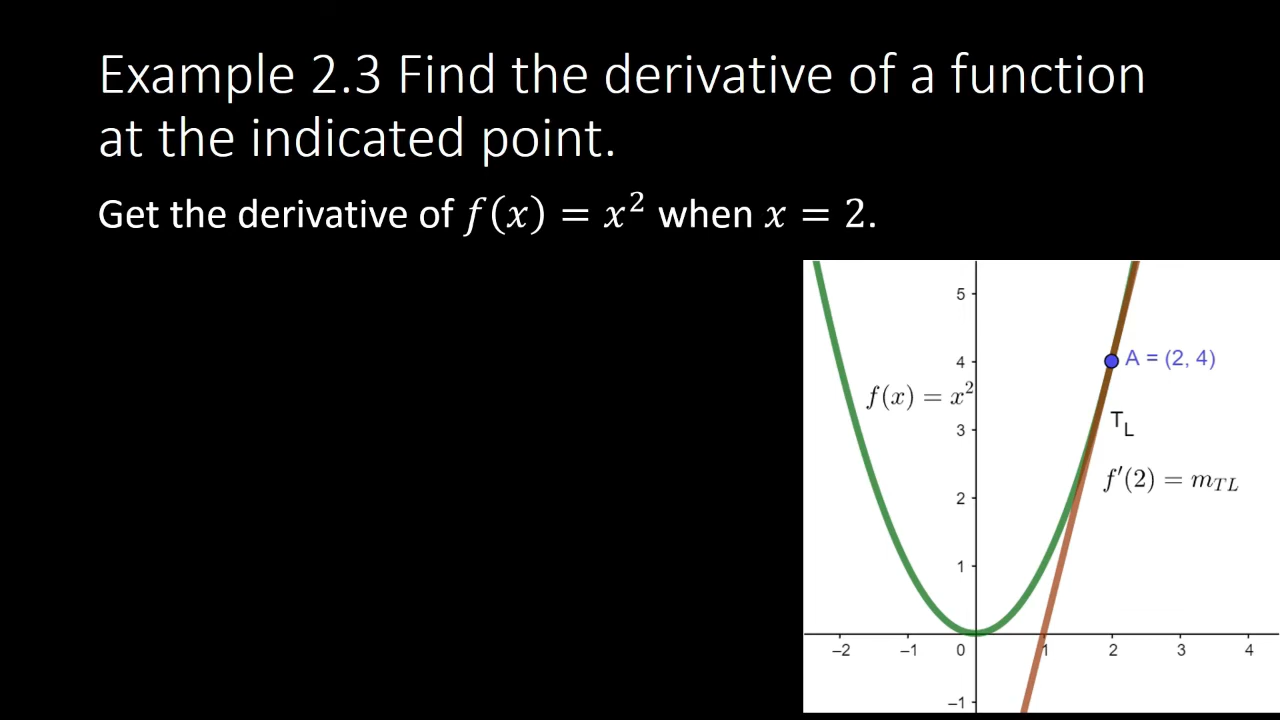 Example 2.3 Find the derivative of a function
at the indicated point.
Get the derivative of f(x) = x² when x = 2.
5
4
A = (2, 4)
f(x) = x²
3
T_L
f′(2) = m_TL
2
1
–2 –1 0 1 2 3 4
–1